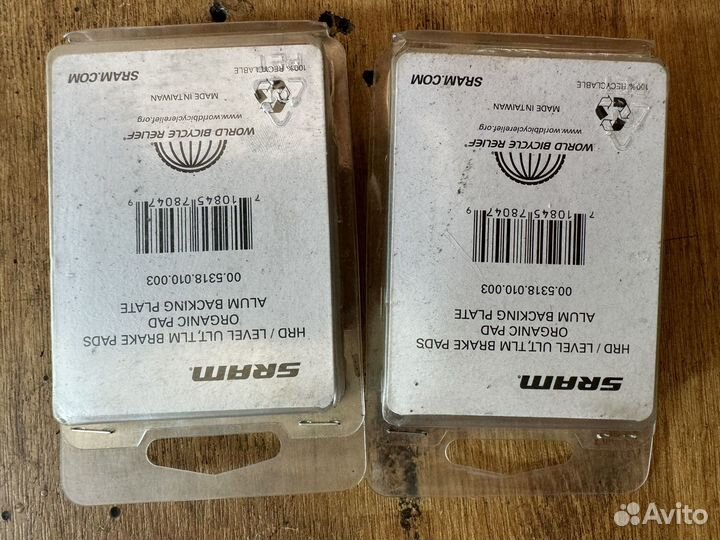 SRAM
HRD / LEVEL ULT,TLM BRAKE PADS
ORGANIC PAD
ALUM BACKING PLATE
00.5318.010.003
7 10845 78047 9
WORLD BICYCLE RELIEF®
www.worldbicyclerelief.org
MADE IN TAIWAN
100% RECYCLABLE
SRAM.COM
SRAM
HRD / LEVEL ULT,TLM BRAKE PADS
ORGANIC PAD
ALUM BACKING PLATE
00.5318.010.003
7 10845 78047 9
WORLD BICYCLE RELIEF®
www.worldbicyclerelief.org
MADE IN TAIWAN
100% RECYCLABLE
SRAM.COM
Avito